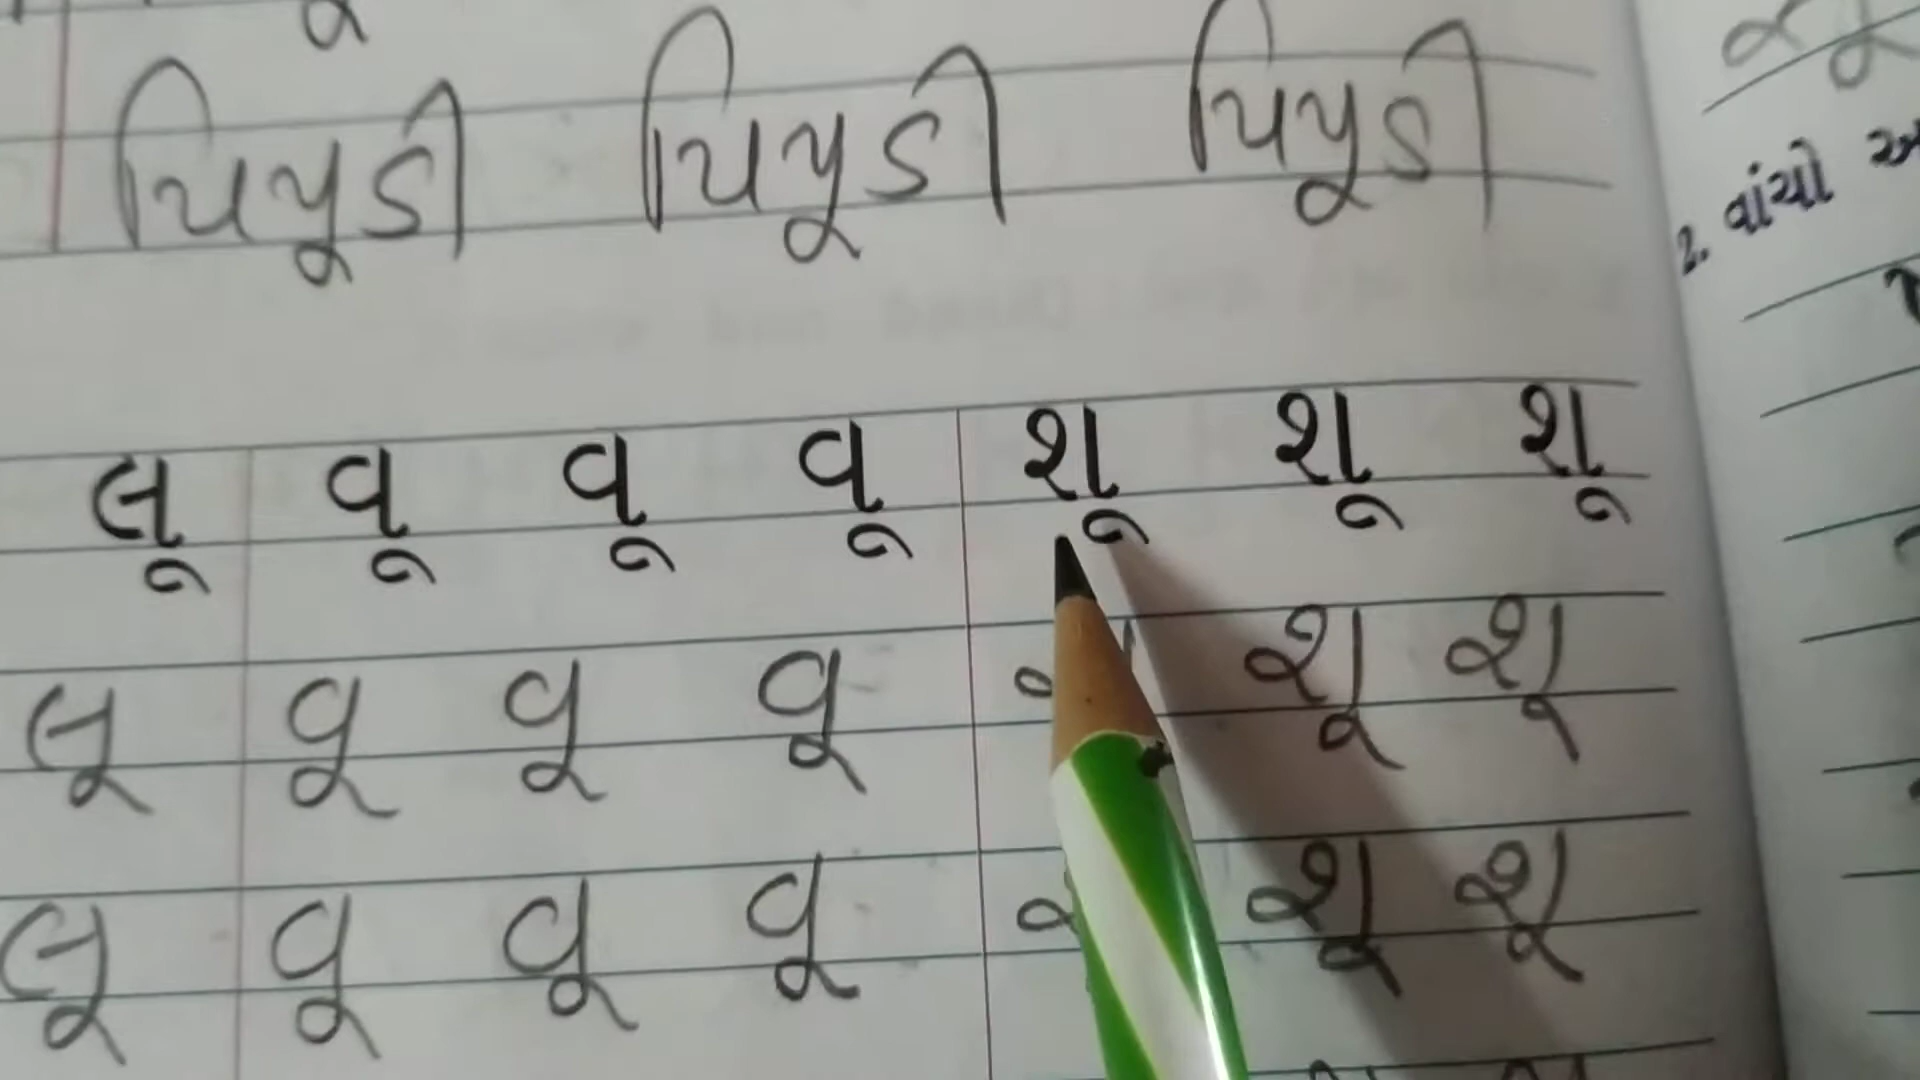 પિયુડી પિયુડી પિયુડી
લૂ વૂ વૂ વૂ શૂ શૂ શૂ
લૂ વૂ વૂ વૂ શૂ શૂ
લૂ વૂ વૂ વૂ શૂ શૂ
2. વાંચો